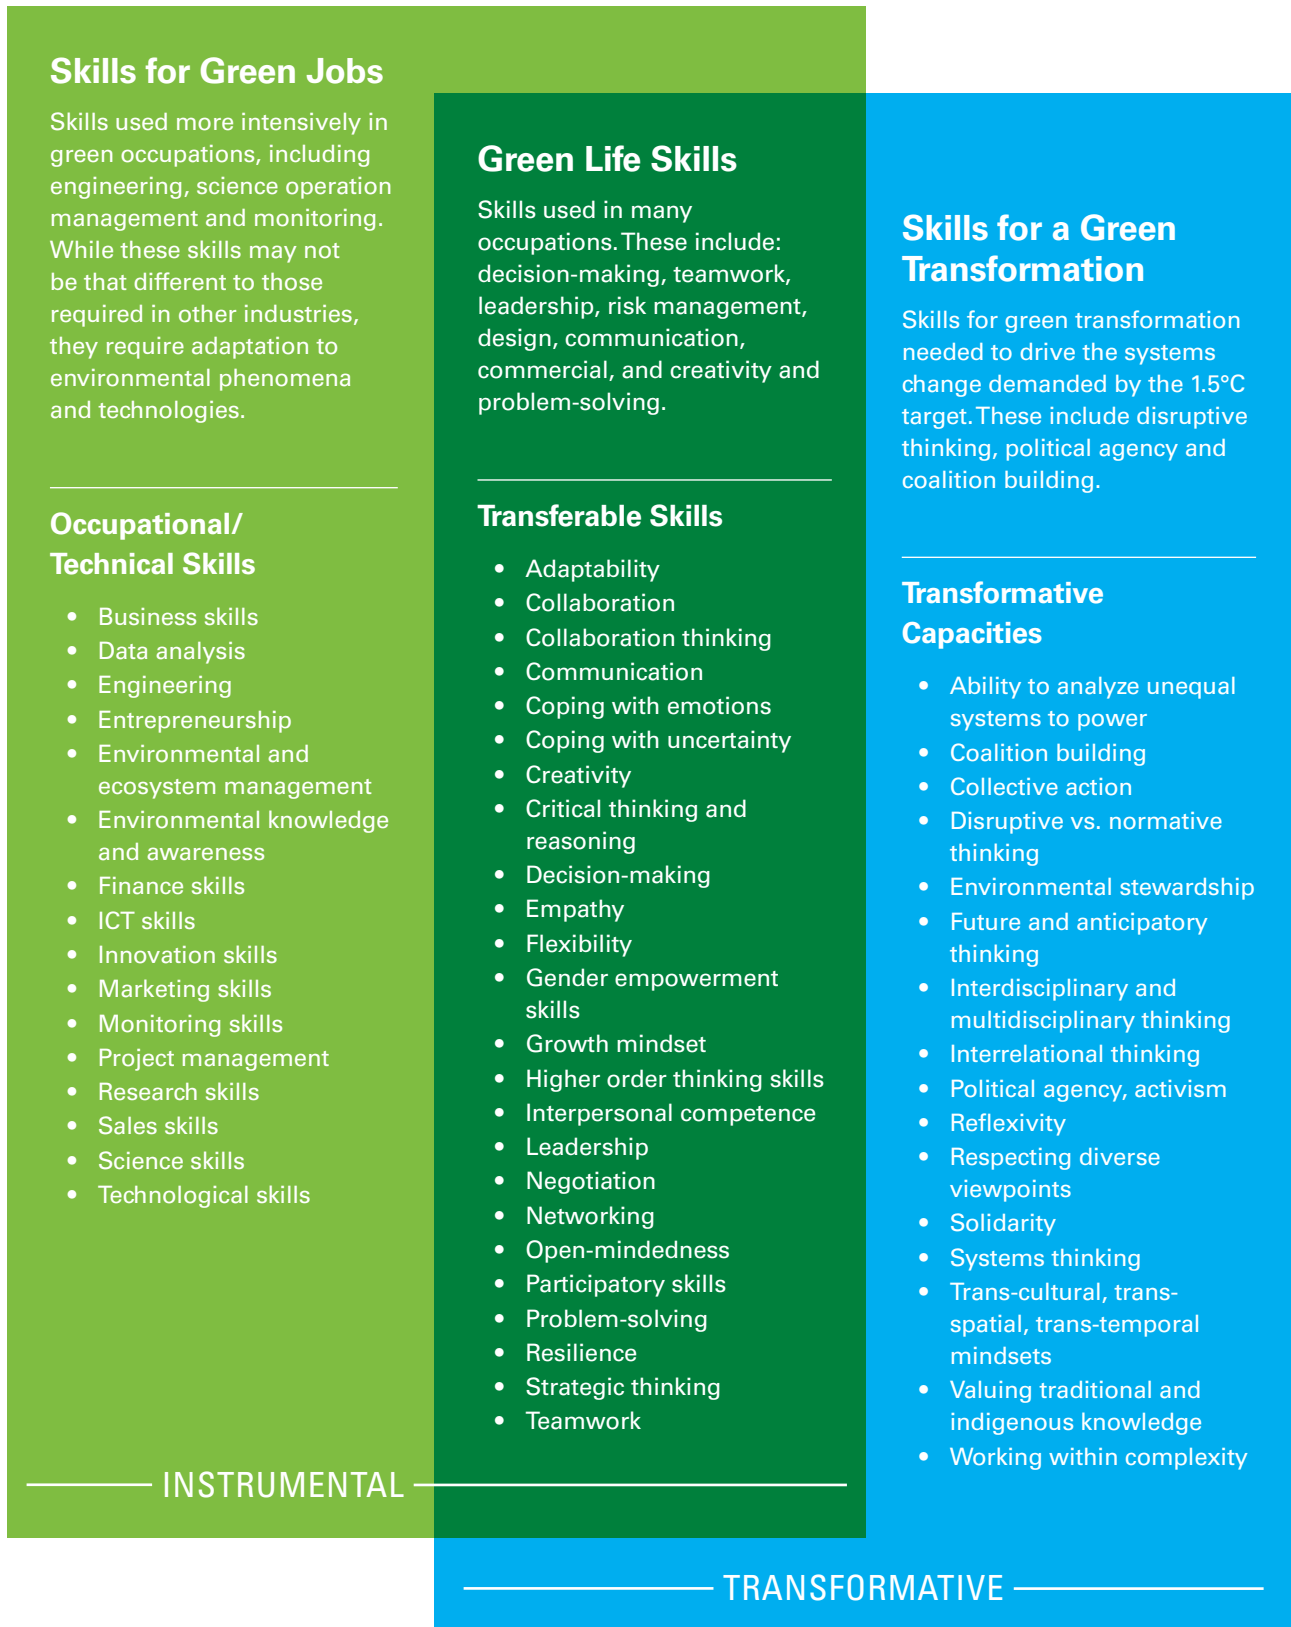 Skills for Green Jobs
Skills used more intensively in
green occupations, including
engineering, science operation
management and monitoring.
While these skills may not
be that different to those
required in other industries,
they require adaptation to
environmental phenomena
and technologies.
Occupational/
Technical Skills
• Business skills
• Data analysis
• Engineering
• Entrepreneurship
• Environmental and
ecosystem management
• Environmental knowledge
and awareness
• Finance skills
• ICT skills
• Innovation skills
• Marketing skills
• Monitoring skills
• Project management
• Research skills
• Sales skills
• Science skills
• Technological skills
Green Life Skills
Skills used in many
occupations. These include:
decision-making, teamwork,
leadership, risk management,
design, communication,
commercial, and creativity and
problem-solving.
Transferable Skills
• Adaptability
• Collaboration
• Collaboration thinking
• Communication
• Coping with emotions
• Coping with uncertainty
• Creativity
• Critical thinking and
reasoning
• Decision-making
• Empathy
• Flexibility
• Gender empowerment
skills
• Growth mindset
• Higher order thinking skills
• Interpersonal competence
• Leadership
• Negotiation
• Networking
• Open-mindedness
• Participatory skills
• Problem-solving
• Resilience
• Strategic thinking
• Teamwork
Skills for a Green
Transformation
Skills for green transformation
needed to drive the systems
change demanded by the 1.5°C
target. These include disruptive
thinking, political agency and
coalition building.
Transformative
Capacities
• Ability to analyze unequal
systems to power
• Coalition building
• Collective action
• Disruptive vs. normative
thinking
• Environmental stewardship
• Future and anticipatory
thinking
• Interdisciplinary and
multidisciplinary thinking
• Interrelational thinking
• Political agency, activism
• Reflexivity
• Respecting diverse
viewpoints
• Solidarity
• Systems thinking
• Trans-cultural, trans-
spatial, trans-temporal
mindsets
• Valuing traditional and
indigenous knowledge
• Working within complexity
INSTRUMENTAL
TRANSFORMATIVE